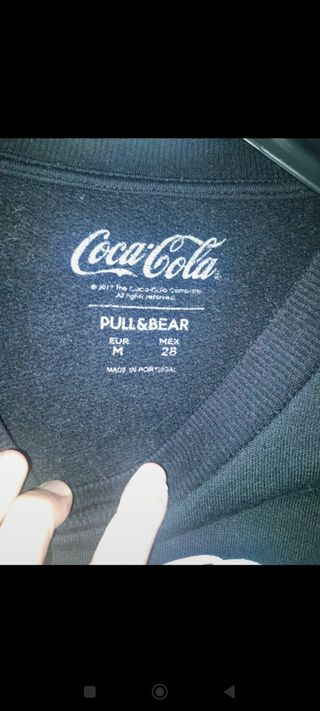 Coca-Cola
© 2017 The Coca-Cola Company.
All rights reserved.
PULL&BEAR
EUR MEX
M 28
MADE IN PORTUGAL